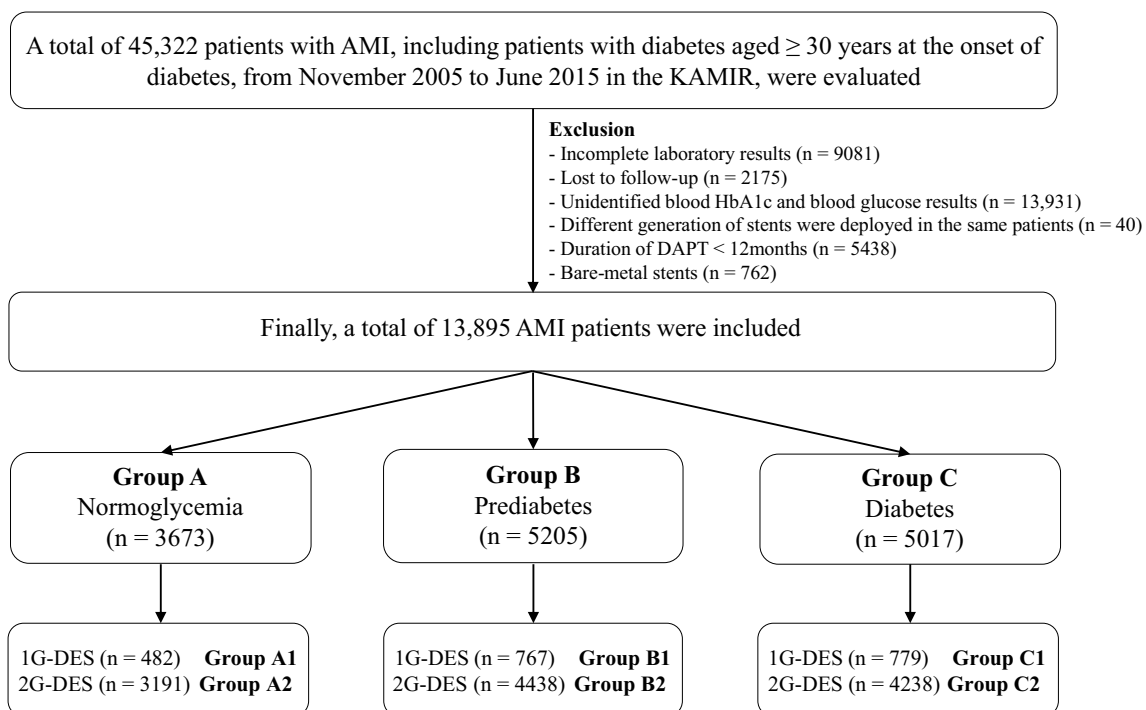 A total of 45,322 patients with AMI, including patients with diabetes aged ≥ 30 years at the onset of
diabetes, from November 2005 to June 2015 in the KAMIR, were evaluated
Exclusion
- Incomplete laboratory results (n = 9081)
- Lost to follow-up (n = 2175)
- Unidentified blood HbA1c and blood glucose results (n = 13,931)
- Different generation of stents were deployed in the same patients (n = 40)
- Duration of DAPT < 12months (n = 5438)
- Bare-metal stents (n = 762)
Finally, a total of 13,895 AMI patients were included
Group A
Normoglycemia
(n = 3673)
Group B
Prediabetes
(n = 5205)
Group C
Diabetes
(n = 5017)
1G-DES (n = 482) Group A1
2G-DES (n = 3191) Group A2
1G-DES (n = 767) Group B1
2G-DES (n = 4438) Group B2
1G-DES (n = 779) Group C1
2G-DES (n = 4238) Group C2